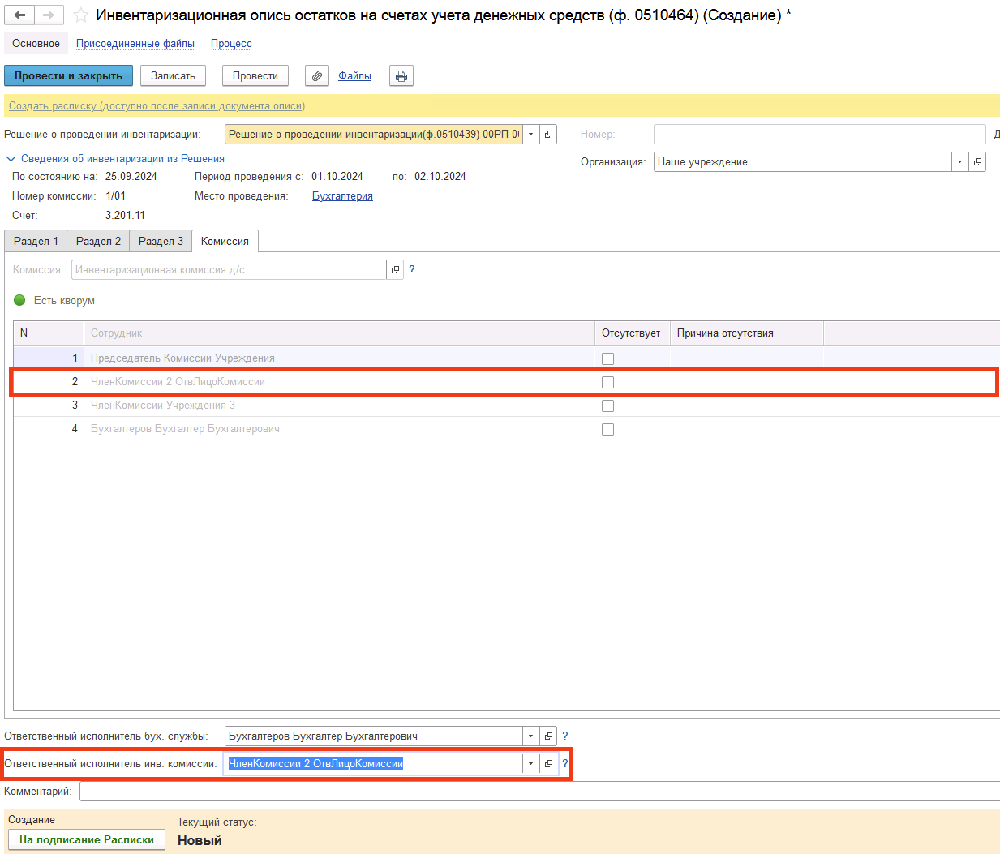 Инвентаризационная опись остатков на счетах учета денежных средств (ф. 0510464) (Создание) *
Основное Присоединенные файлы Процесс
Провести и закрыть Записать Провести Файлы
Создать расписку (доступно после записи документа описи)
Решение о проведении инвентаризации: Решение о проведении инвентаризации(ф.0510439) 00РП-0 Номер:
Сведения об инвентаризации из Решения
Организация: Наше учреждение
По состоянию на: 25.09.2024 Период проведения с: 01.10.2024 по: 02.10.2024
Номер комиссии: 1/01 Место проведения: Бухгалтерия
Счет: 3.201.11
Раздел 1 Раздел 2 Раздел 3 Комиссия
Комиссия: Инвентаризационная комиссия д/с ?
Есть кворум
N Сотрудник Отсутствует Причина отсутствия
1 Председатель Комиссии Учреждения
2 ЧленКомиссии 2 ОтвЛицоКомиссии
3 ЧленКомиссии Учреждения 3
4 Бухгалтеров Бухгалтер Бухгалтерович
Ответственный исполнитель бух. службы: Бухгалтеров Бухгалтер Бухгалтерович ?
Ответственный исполнитель инв. комиссии: ЧленКомиссии 2 ОтвЛицоКомиссии ?
Комментарий:
Создание
Текущий статус:
На подписание Расписки
Новый